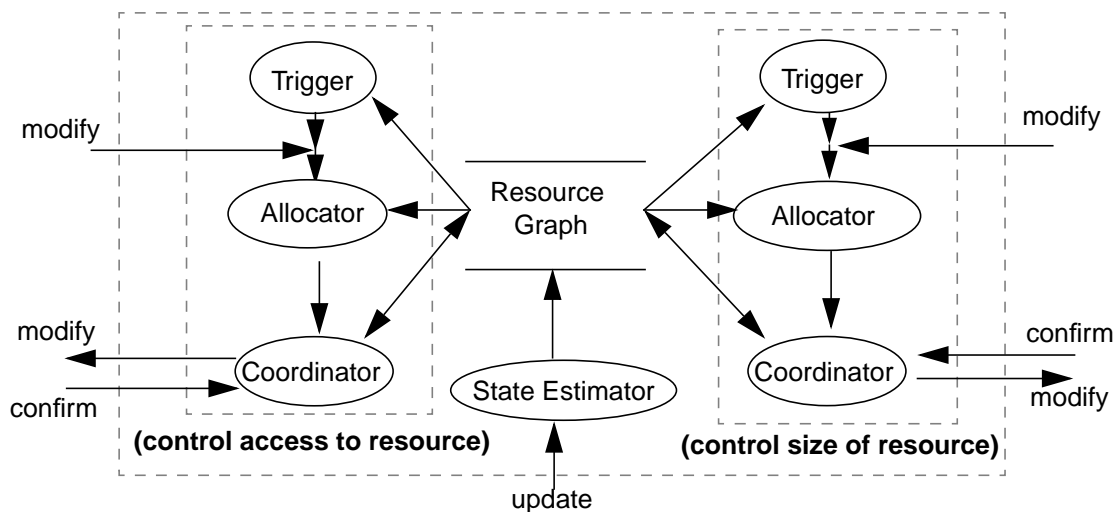 Trigger
Trigger
modify
modify
Resource
Graph
Allocator
Allocator
modify
confirm
Coordinator
State Estimator
Coordinator
confirm
modify
(control access to resource)
(control size of resource)
update